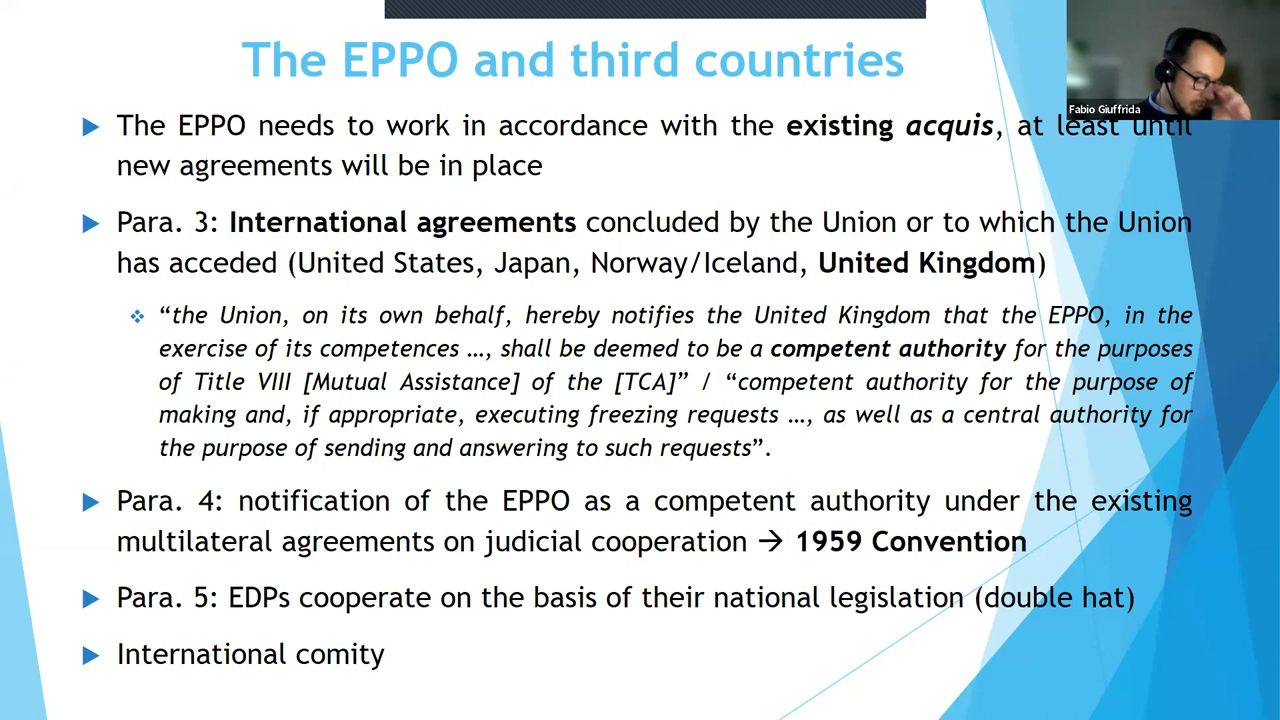 The EPPO and third countries
Fabio Giuffrida
The EPPO needs to work in accordance with the existing acquis, at least until
new agreements will be in place
Para. 3: International agreements concluded by the Union or to which the Union
has acceded (United States, Japan, Norway/Iceland, United Kingdom)
“the Union, on its own behalf, hereby notifies the United Kingdom that the EPPO, in the
exercise of its competences …, shall be deemed to be a competent authority for the purposes
of Title VIII [Mutual Assistance] of the [TCA]” / “competent authority for the purpose of
making and, if appropriate, executing freezing requests …, as well as a central authority for
the purpose of sending and answering to such requests”.
Para. 4: notification of the EPPO as a competent authority under the existing
multilateral agreements on judicial cooperation → 1959 Convention
Para. 5: EDPs cooperate on the basis of their national legislation (double hat)
International comity